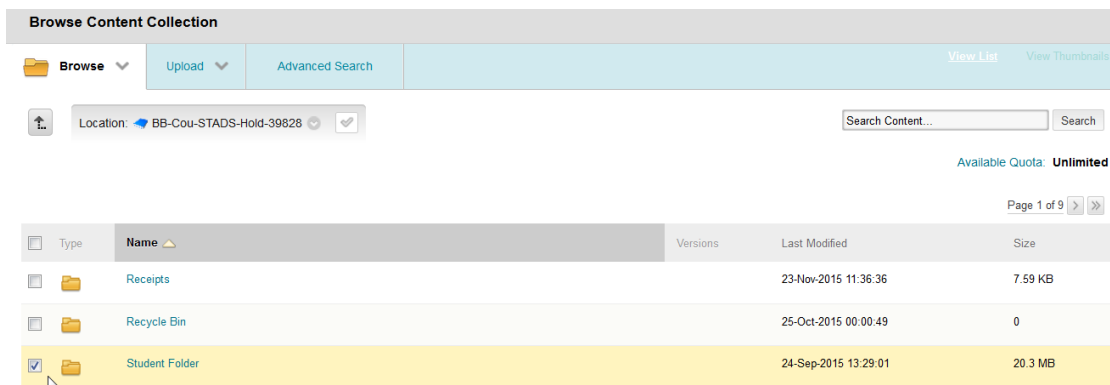 Browse Content Collection
Browse Upload Advanced Search View List View Thumbnails
Location: BB-Cou-STADS-Hold-39828 Search Content... Search
Available Quota: Unlimited
Page 1 of 9 > >>
Type Name Versions Last Modified Size
Receipts 23-Nov-2015 11:36:36 7.59 KB
Recycle Bin 25-Oct-2015 00:00:49 0
Student Folder 24-Sep-2015 13:29:01 20.3 MB